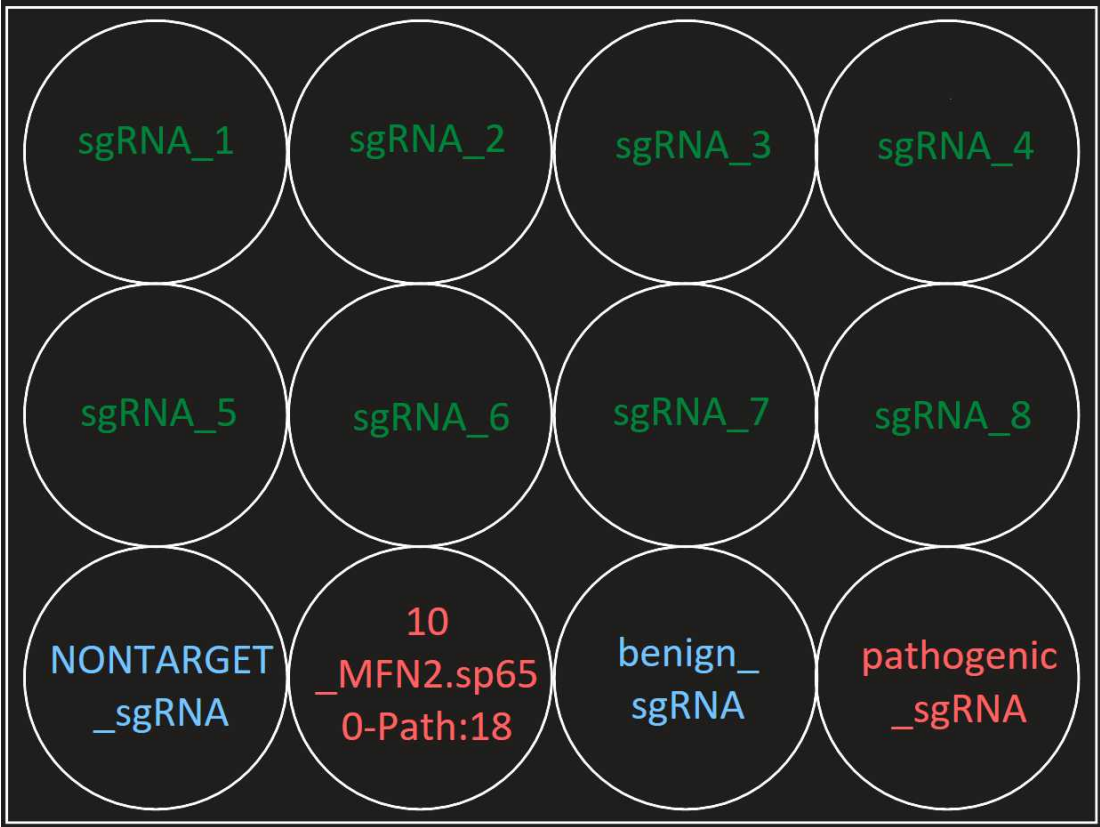 sgRNA_1
sgRNA_2
sgRNA_3
sgRNA_4
sgRNA_5
sgRNA_6
sgRNA_7
sgRNA_8
NONTARGET
_sgRNA
10
_MFN2.sp65
0-Path:18
benign_
sgRNA
pathogenic
_sgRNA